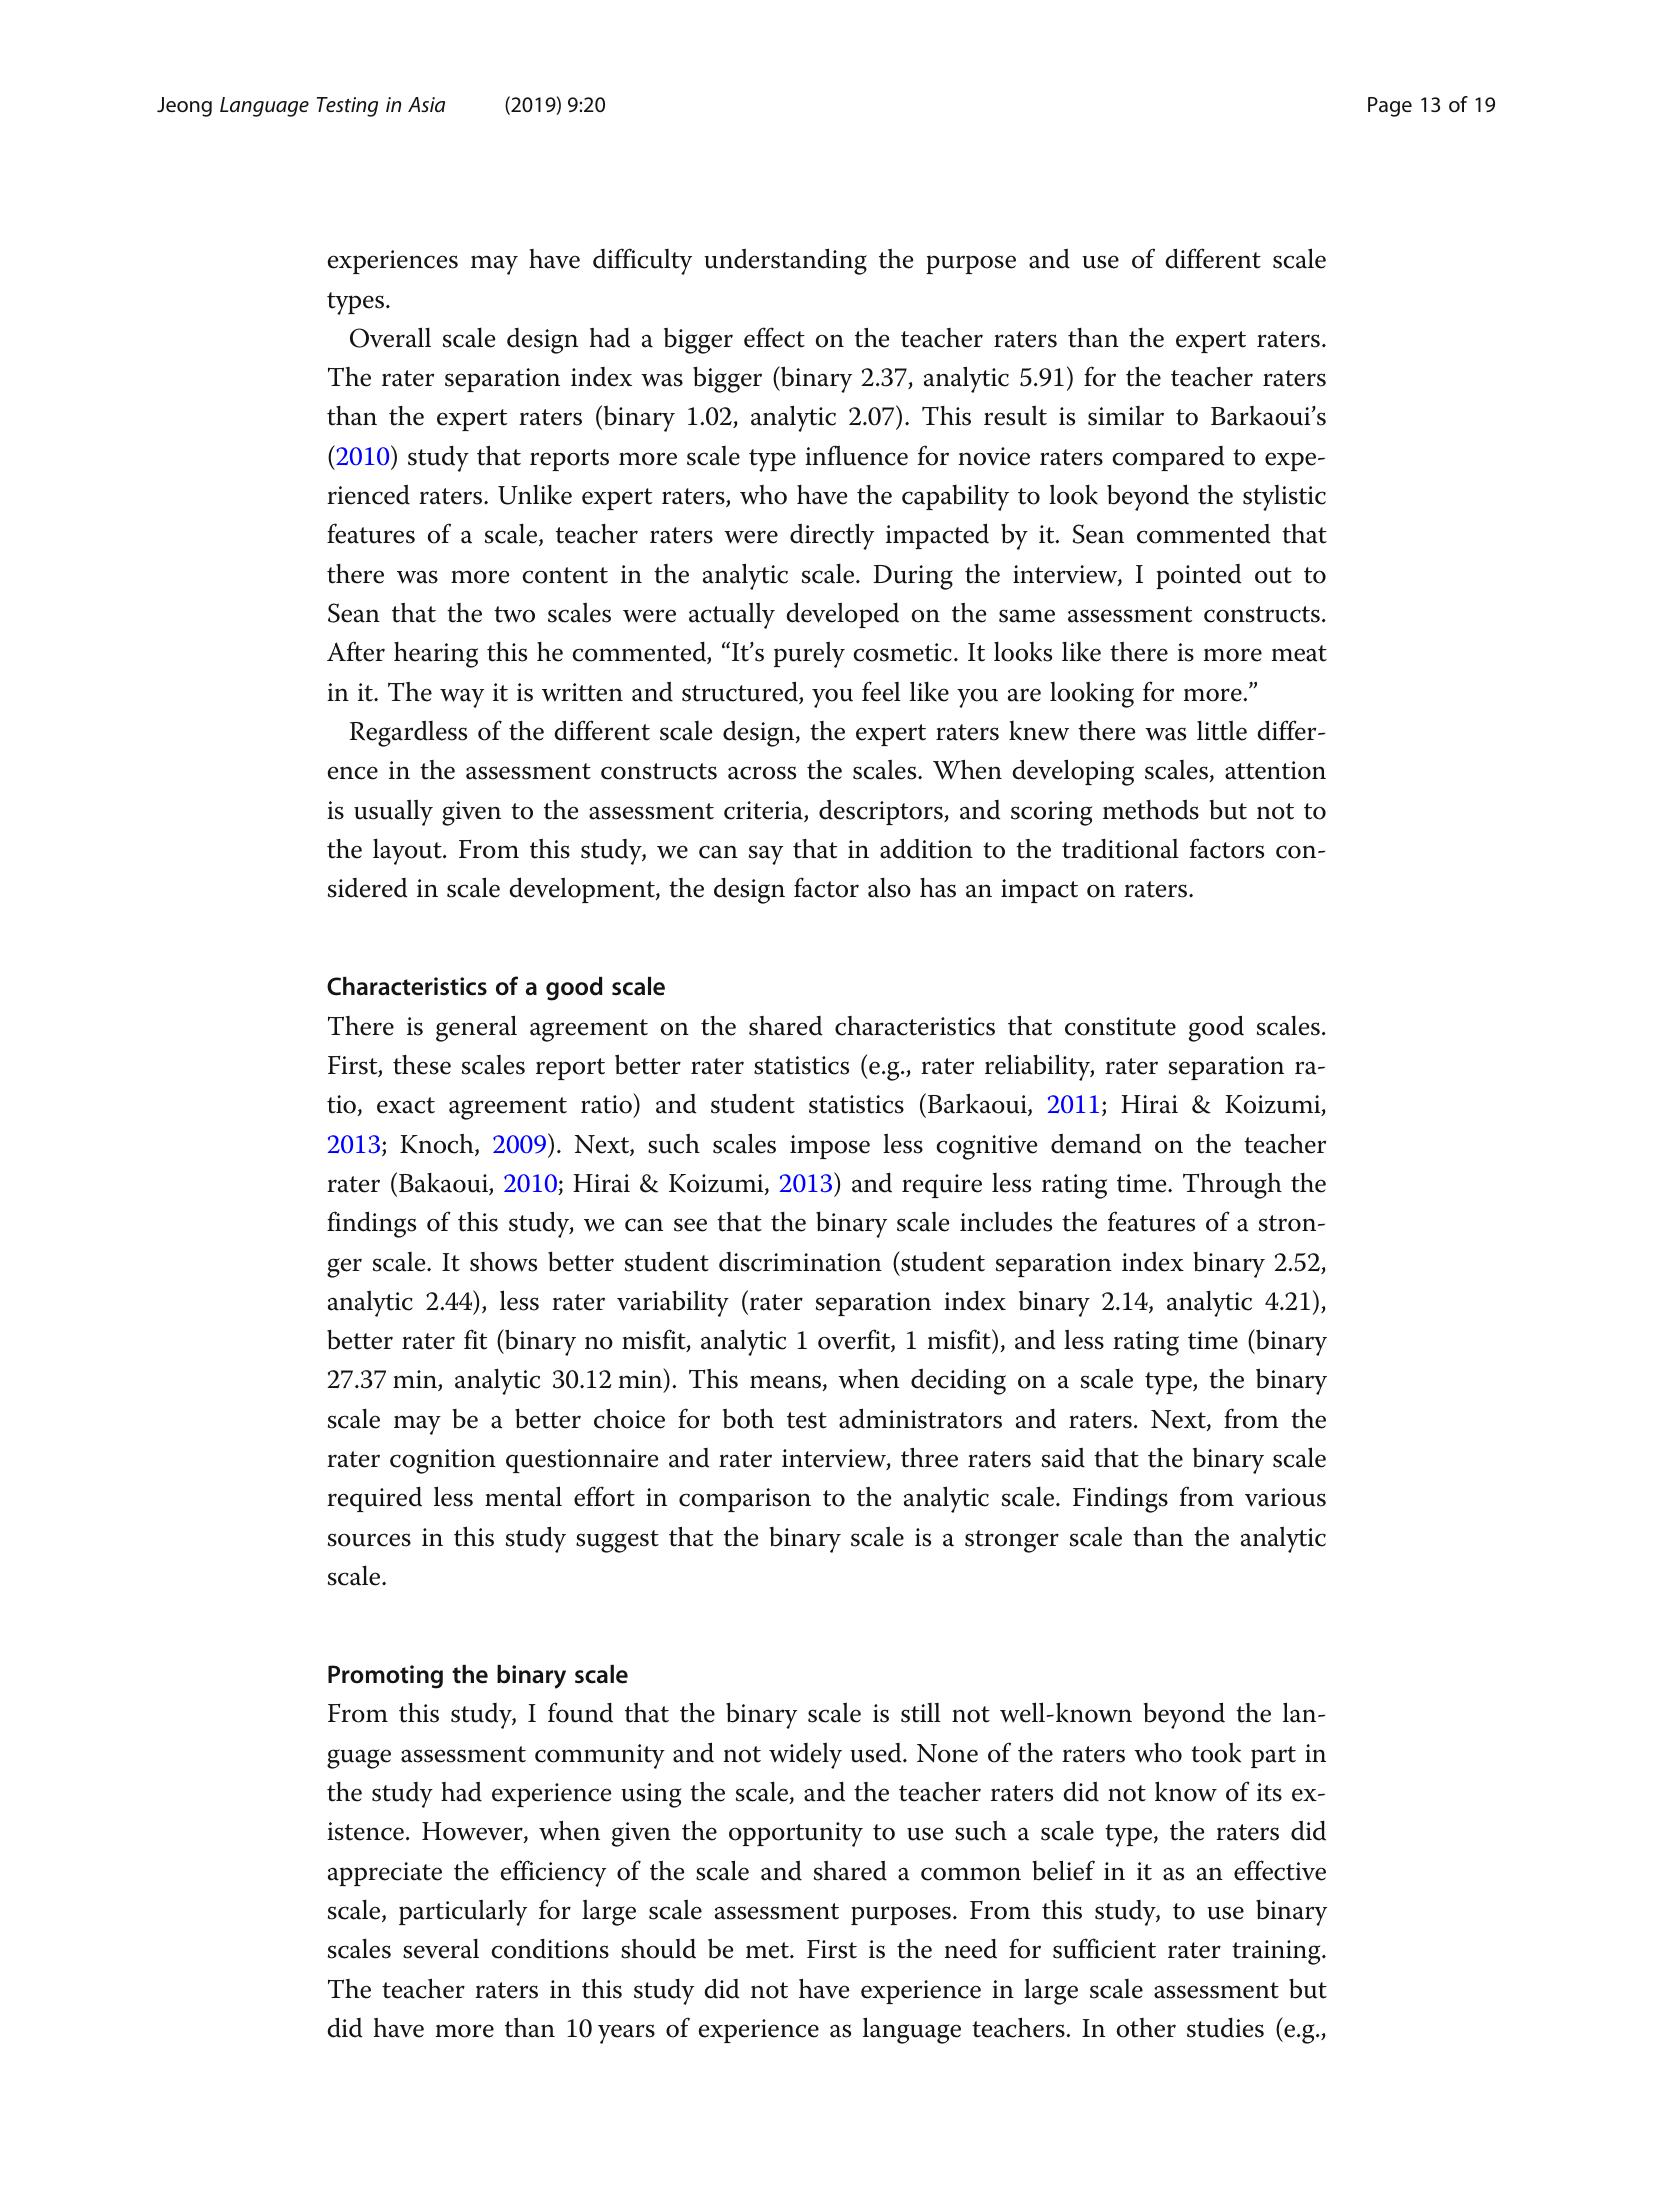 Jeong Language Testing in Asia (2019) 9:20 Page 13 of 19
experiences may have difficulty understanding the purpose and use of different scale
types.
Overall scale design had a bigger effect on the teacher raters than the expert raters.
The rater separation index was bigger (binary 2.37, analytic 5.91) for the teacher raters
than the expert raters (binary 1.02, analytic 2.07). This result is similar to Barkaoui’s
(2010) study that reports more scale type influence for novice raters compared to expe-
rienced raters. Unlike expert raters, who have the capability to look beyond the stylistic
features of a scale, teacher raters were directly impacted by it. Sean commented that
there was more content in the analytic scale. During the interview, I pointed out to
Sean that the two scales were actually developed on the same assessment constructs.
After hearing this he commented, “It’s purely cosmetic. It looks like there is more meat
in it. The way it is written and structured, you feel like you are looking for more.”
Regardless of the different scale design, the expert raters knew there was little differ-
ence in the assessment constructs across the scales. When developing scales, attention
is usually given to the assessment criteria, descriptors, and scoring methods but not to
the layout. From this study, we can say that in addition to the traditional factors con-
sidered in scale development, the design factor also has an impact on raters.
Characteristics of a good scale
There is general agreement on the shared characteristics that constitute good scales.
First, these scales report better rater statistics (e.g., rater reliability, rater separation ra-
tio, exact agreement ratio) and student statistics (Barkaoui, 2011; Hirai & Koizumi,
2013; Knoch, 2009). Next, such scales impose less cognitive demand on the teacher
rater (Bakaoui, 2010; Hirai & Koizumi, 2013) and require less rating time. Through the
findings of this study, we can see that the binary scale includes the features of a stron-
ger scale. It shows better student discrimination (student separation index binary 2.52,
analytic 2.44), less rater variability (rater separation index binary 2.14, analytic 4.21),
better rater fit (binary no misfit, analytic 1 overfit, 1 misfit), and less rating time (binary
27.37 min, analytic 30.12 min). This means, when deciding on a scale type, the binary
scale may be a better choice for both test administrators and raters. Next, from the
rater cognition questionnaire and rater interview, three raters said that the binary scale
required less mental effort in comparison to the analytic scale. Findings from various
sources in this study suggest that the binary scale is a stronger scale than the analytic
scale.
Promoting the binary scale
From this study, I found that the binary scale is still not well-known beyond the lan-
guage assessment community and not widely used. None of the raters who took part in
the study had experience using the scale, and the teacher raters did not know of its ex-
istence. However, when given the opportunity to use such a scale type, the raters did
appreciate the efficiency of the scale and shared a common belief in it as an effective
scale, particularly for large scale assessment purposes. From this study, to use binary
scales several conditions should be met. First is the need for sufficient rater training.
The teacher raters in this study did not have experience in large scale assessment but
did have more than 10 years of experience as language teachers. In other studies (e.g.,